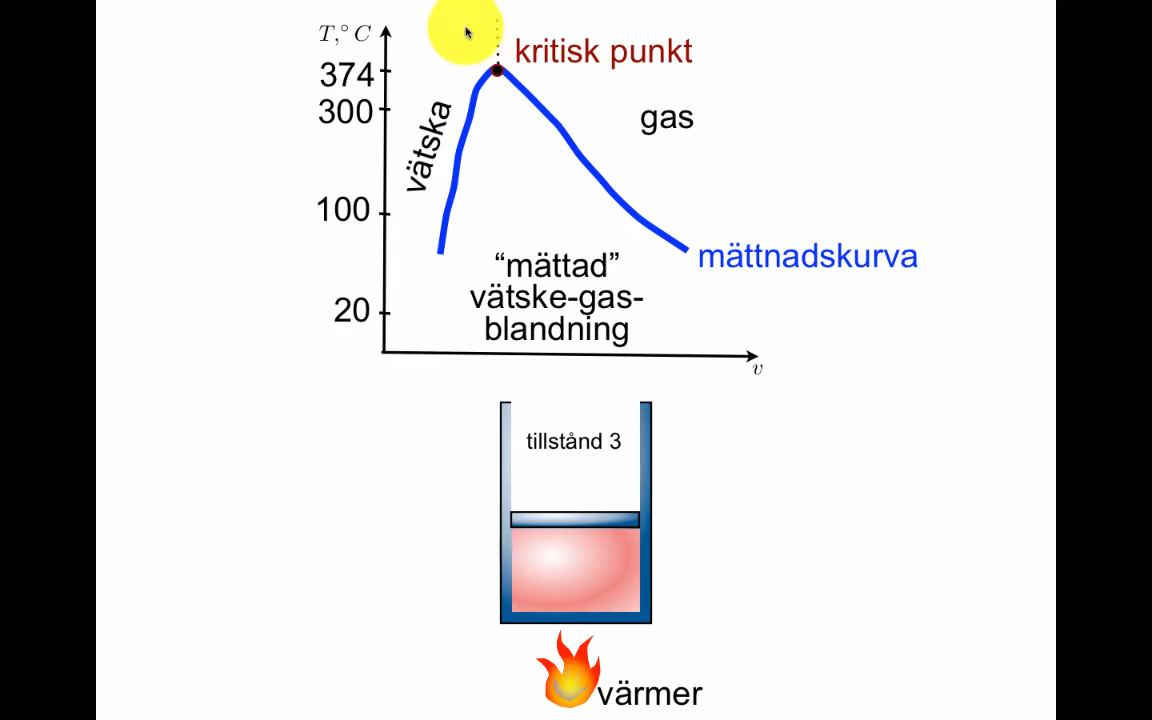 T,° C
kritisk punkt
374
300
gas
vätska
100
mättnadskurva
“mättad”
vätske-gas-
blandning
20
v
tillstånd 3
värmer